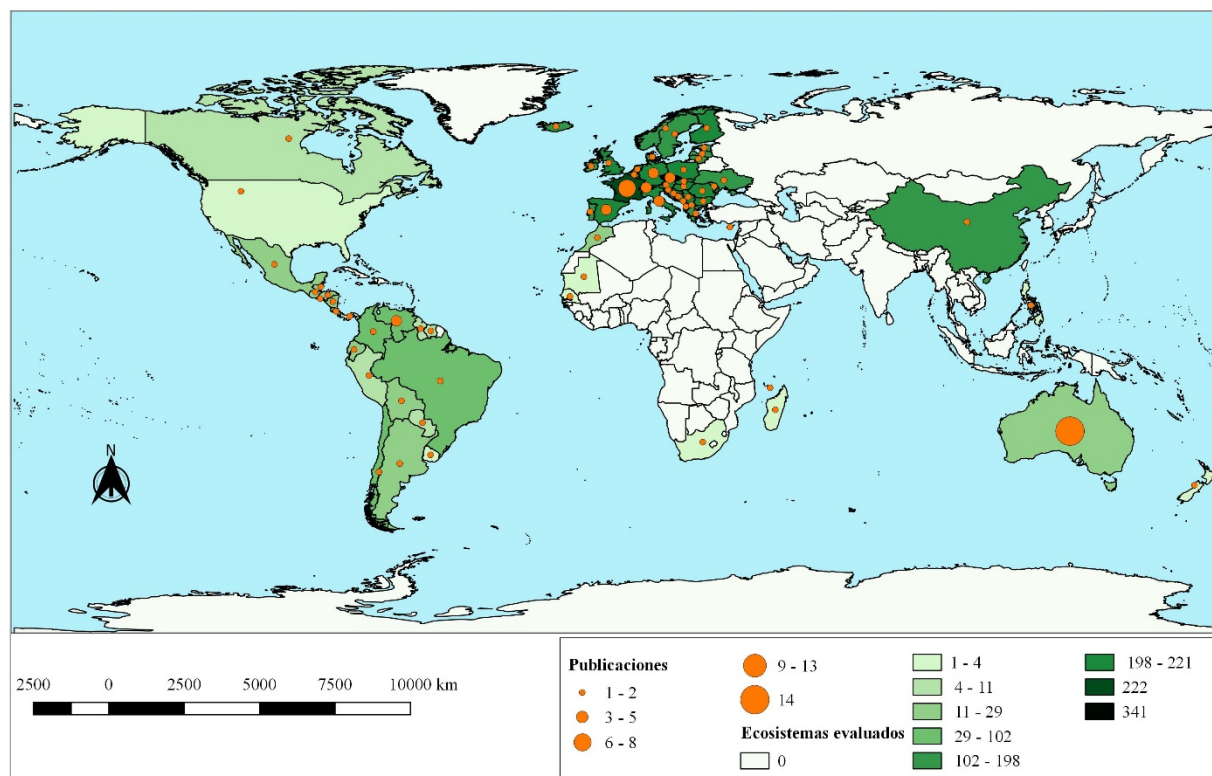 N
2500 0 2500 5000 7500 10000 km
Publicaciones
1 - 2
3 - 5
6 - 8
9 - 13
14
Ecosistemas evaluados
0
1 - 4
4 - 11
11 - 29
29 - 102
102 - 198
198 - 221
222
341